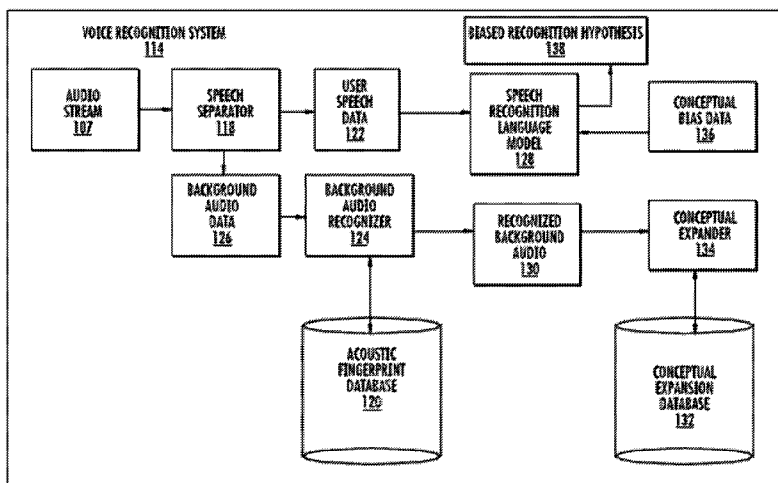 VOICE RECOGNITION SYSTEM
114
BIASED RECOGNITION HYPOTHESIS
138
AUDIO
STREAM
107
SPEECH
SEPARATOR
118
USER
SPEECH
DATA
122
SPEECH
RECOGNITION
LANGUAGE
MODEL
128
CONCEPTUAL
BIAS DATA
136
BACKGROUND
AUDIO
DATA
126
BACKGROUND
AUDIO
RECOGNIZER
124
RECOGNIZED
BACKGROUND
AUDIO
130
CONCEPTUAL
EXPANDER
134
ACOUSTIC
FINGERPRINT
DATABASE
120
CONCEPTUAL
EXPANSION
DATABASE
132